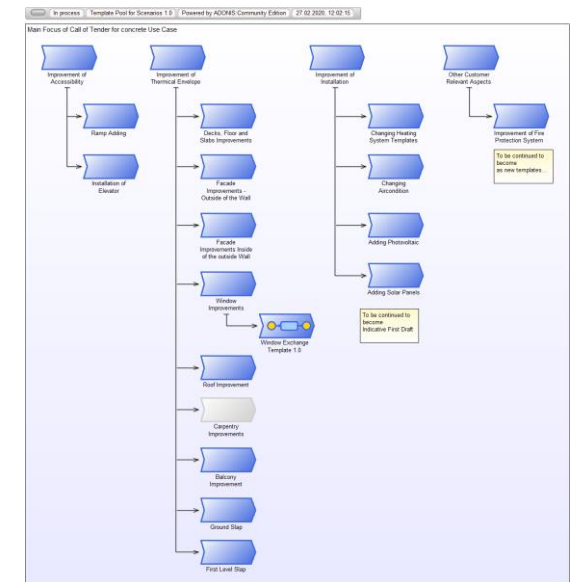 In process
Template Pool for Scenarios 1.0
Powered by ADONIS:Community Edition
27.02.2020, 12:02:15
Main Focus of Call of Tender for concrete Use Case
Improvement of
Accessibility
Improvement of
Thermical Envelope
Improvement of
Installation
Other Customer
Relevant Aspects
Ramp Adding
Decks, Floor and
Slabs Improvements
Changing Heating
System Templates
Improvement of Fire
Protection System
To be continued to
become
as new templates...
Installation of
Elevator
Facade
Improvements -
Outside of the Wall
Changing
Aircondition
Facade
Improvements Inside
of the outside Wall
Adding Photovoltaic
Window
Improvements
Adding Solar Panels
To be continued to
become
Indicative First Draft
Window Exchange
Template 1.0
Roof Improvement
Carpentry
Improvements
Balcony
Improvement
Ground Slap
First Level Slap